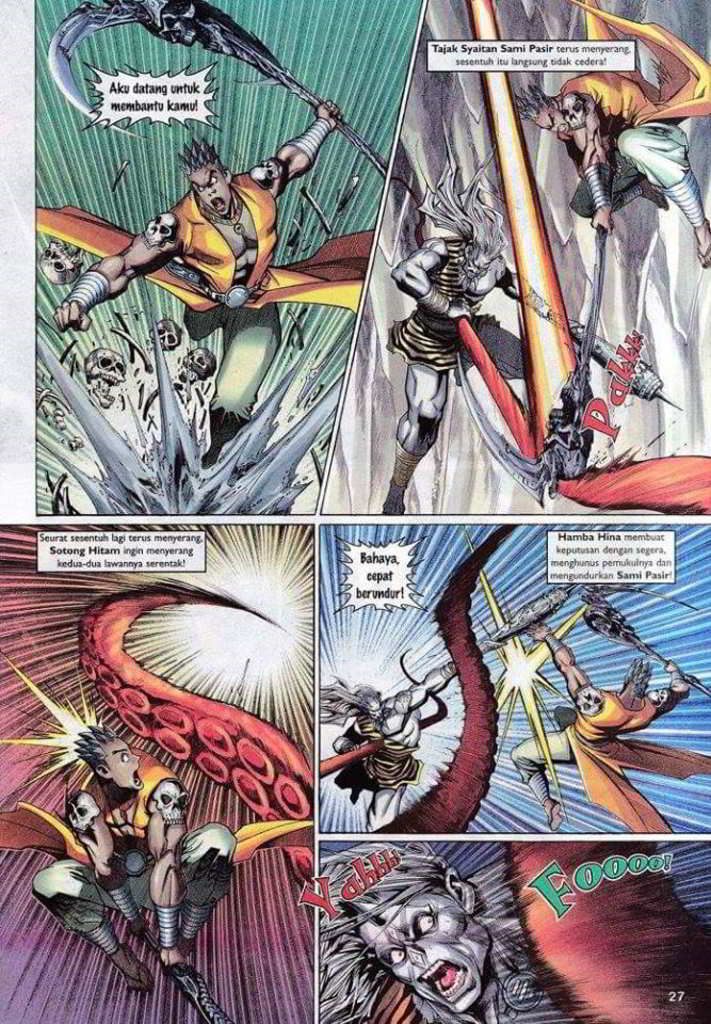 Aku datang untuk
membantu kamu!
Tajak Syaitan Sami Pasir terus menyerang,
sesentuh itu langsung tidak cedera!
Pahhh
Seurat sesentuh lagi terus menyerang,
Sotong Hitam ingin menyerang
kedua-dua lawannya serentak!
Bahaya,
cepat
berundur!
Hamba Hina membuat
keputusan dengan segera,
menghunus pemukulnya dan
mengundurkan Sami Pasir!
Yahhh
Foooo!
27